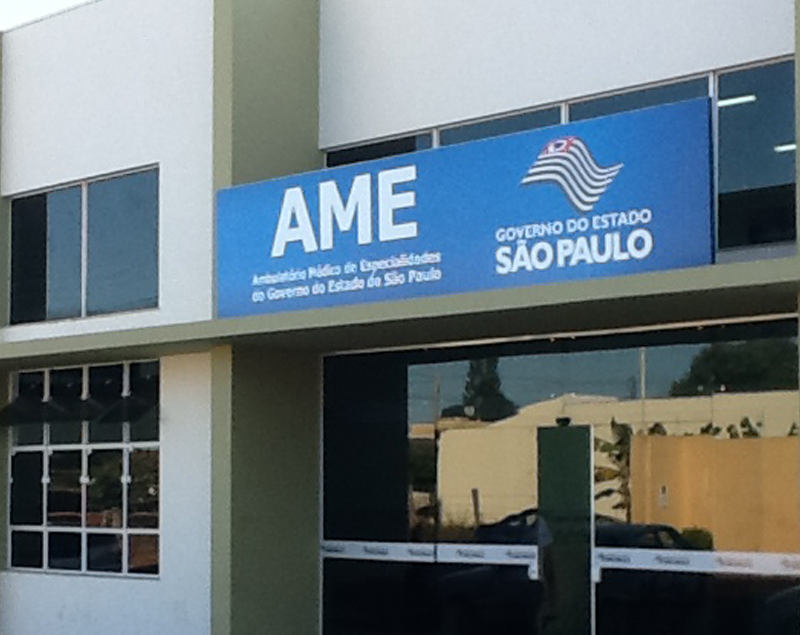 AME
Ambulatório Médico de Especialidades
do Governo do Estado de São Paulo
GOVERNO DO ESTADO
SÃO PAULO